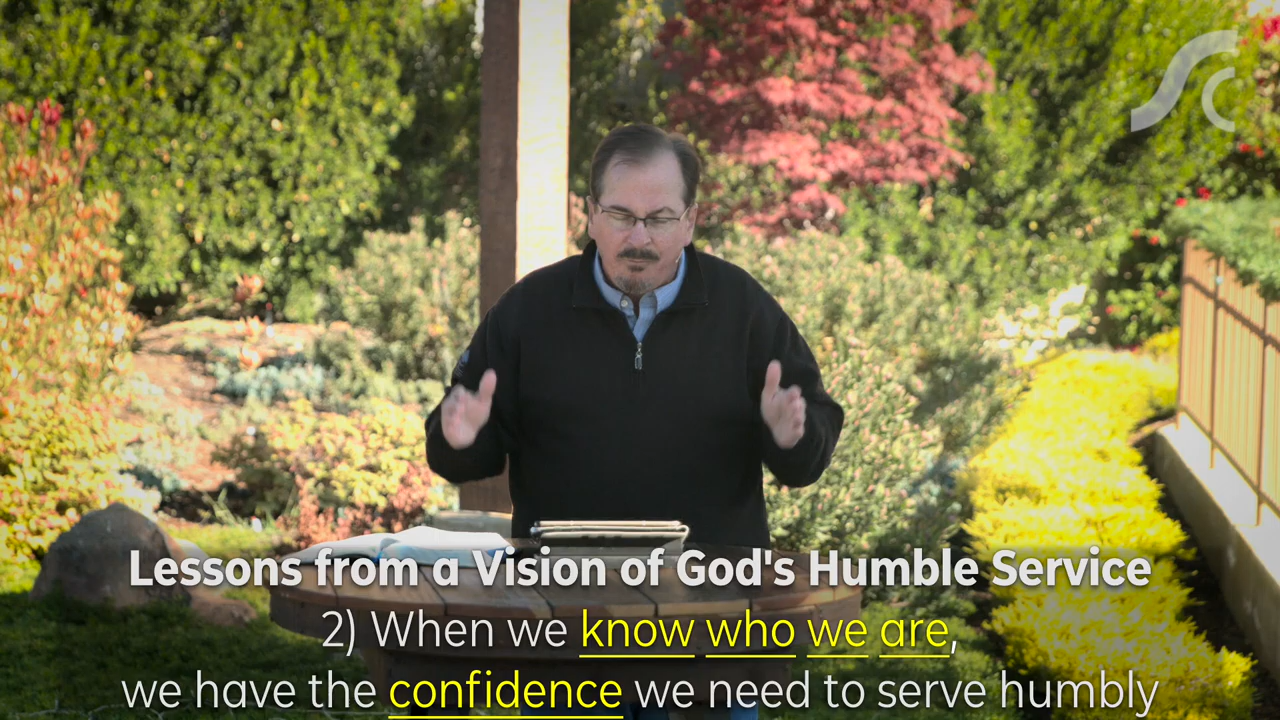 Lessons from a Vision of God's Humble Service
2) When we know who we are,
we have the confidence we need to serve humbly